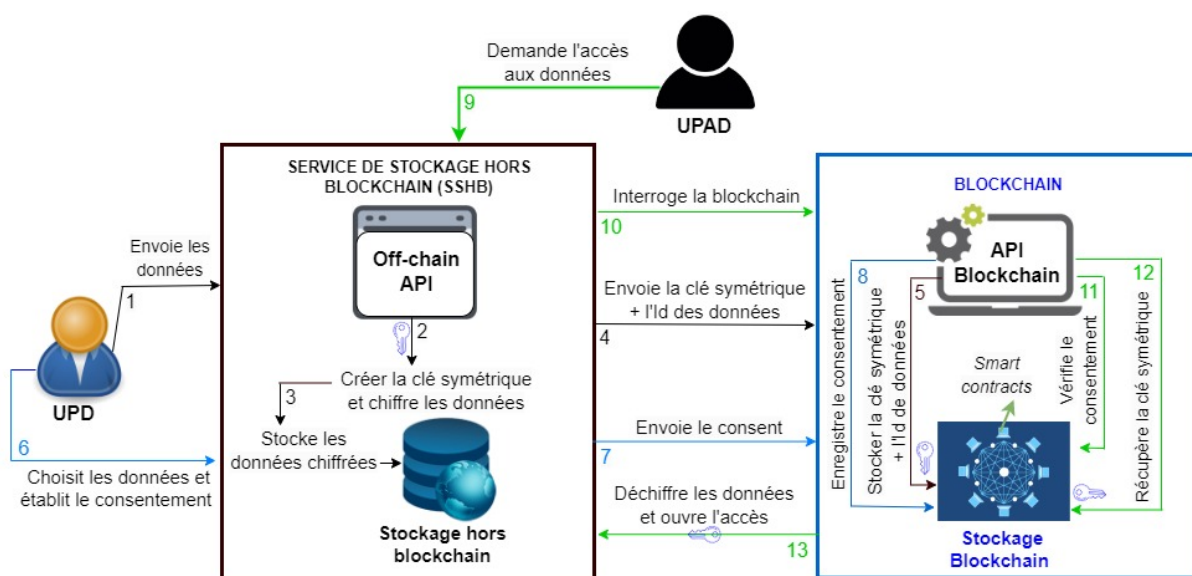 Demande l'accès
aux données
9
UPAD
SERVICE DE STOCKAGE HORS
BLOCKCHAIN (SSHB)
Off-chain
API
2
Créer la clé symétrique
et chiffre les données
3
Stocke les
données chiffrées
Stockage hors
blockchain
Envoie les
données
1
UPD
6
Choisit les données et
établit le consentement
Interroge la blockchain
10
Envoie la clé symétrique
+ l'Id des données
4
Envoie le consent
7
Déchiffre les données
et ouvre l'accès
13
BLOCKCHAIN
API
Blockchain
8
Enregistre le consentement
5
Stocker la clé symétrique
+ l'Id de données
11
Vérifie le
consentement
12
Récupère la clé symétrique
Smart
contracts
Stockage
Blockchain